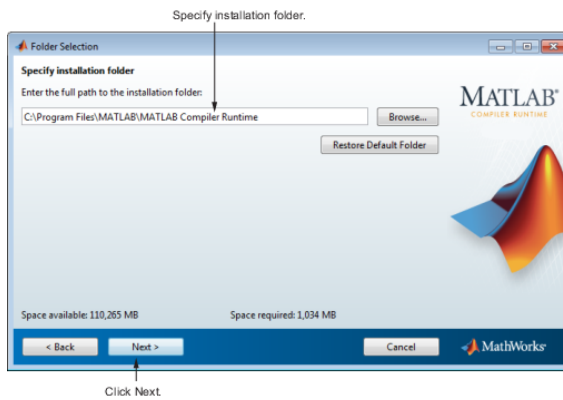 Specify installation folder.
Folder Selection
Specify installation folder
Enter the full path to the installation folder:
C:\Program Files\MATLAB\MATLAB Compiler Runtime
Browse...
Restore Default Folder
MATLAB®
COMPILER RUNTIME
Space available: 110,265 MB
Space required: 1,034 MB
< Back
Next >
Cancel
MathWorks®
Click Next.